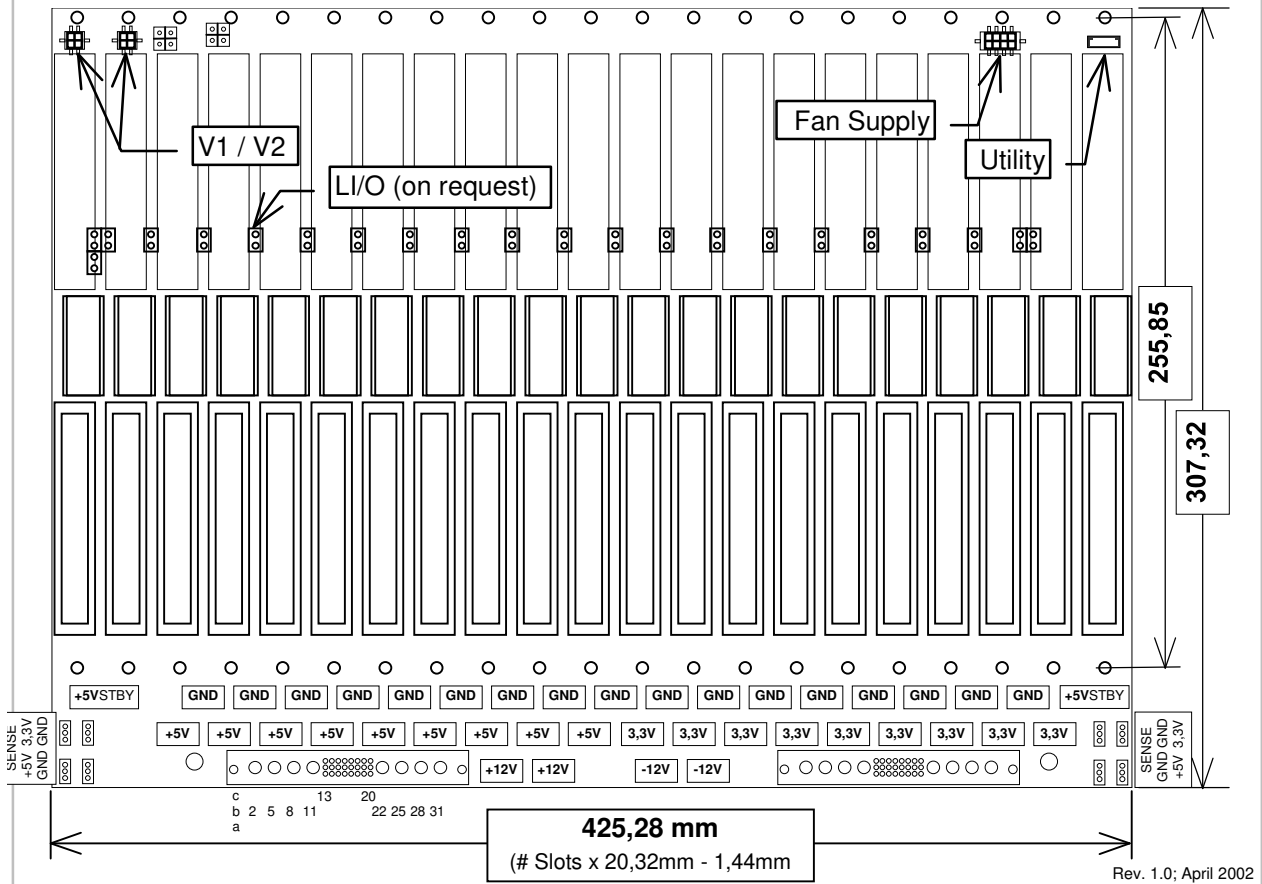 V1 / V2
Fan Supply
Utility
LI/O (on request)
255,85
307,32
+5VSTBY GND GND GND GND GND GND GND GND GND GND GND GND GND GND GND GND GND +5VSTBY
+5V +5V +5V +5V +5V +5V +5V +5V +5V 3,3V 3,3V 3,3V 3,3V 3,3V 3,3V 3,3V 3,3V 3,3V
SENSE
+5V 3,3V
GND GND
SENSE
GND GND
+5V 3,3V
+12V +12V -12V -12V
c 13 20
b 2 5 8 11 22 25 28 31
a
425,28 mm
(# Slots x 20,32mm - 1,44mm
Rev. 1.0; April 2002